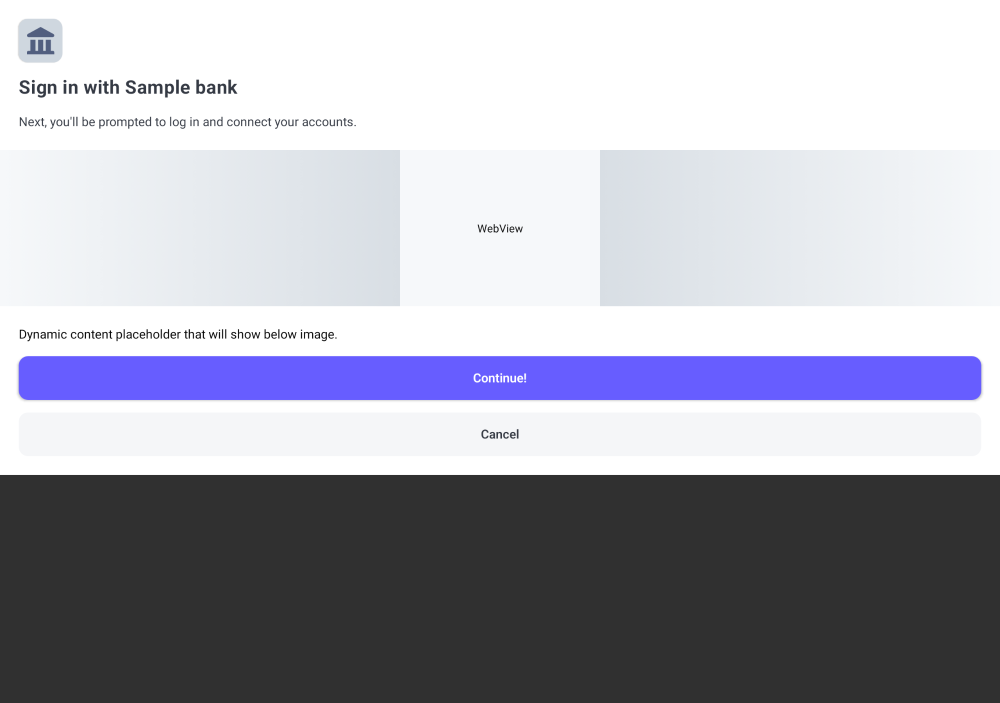 Sign in with Sample bank
Next, you'll be prompted to log in and connect your accounts.
WebView
Dynamic content placeholder that will show below image.
Continue!
Cancel